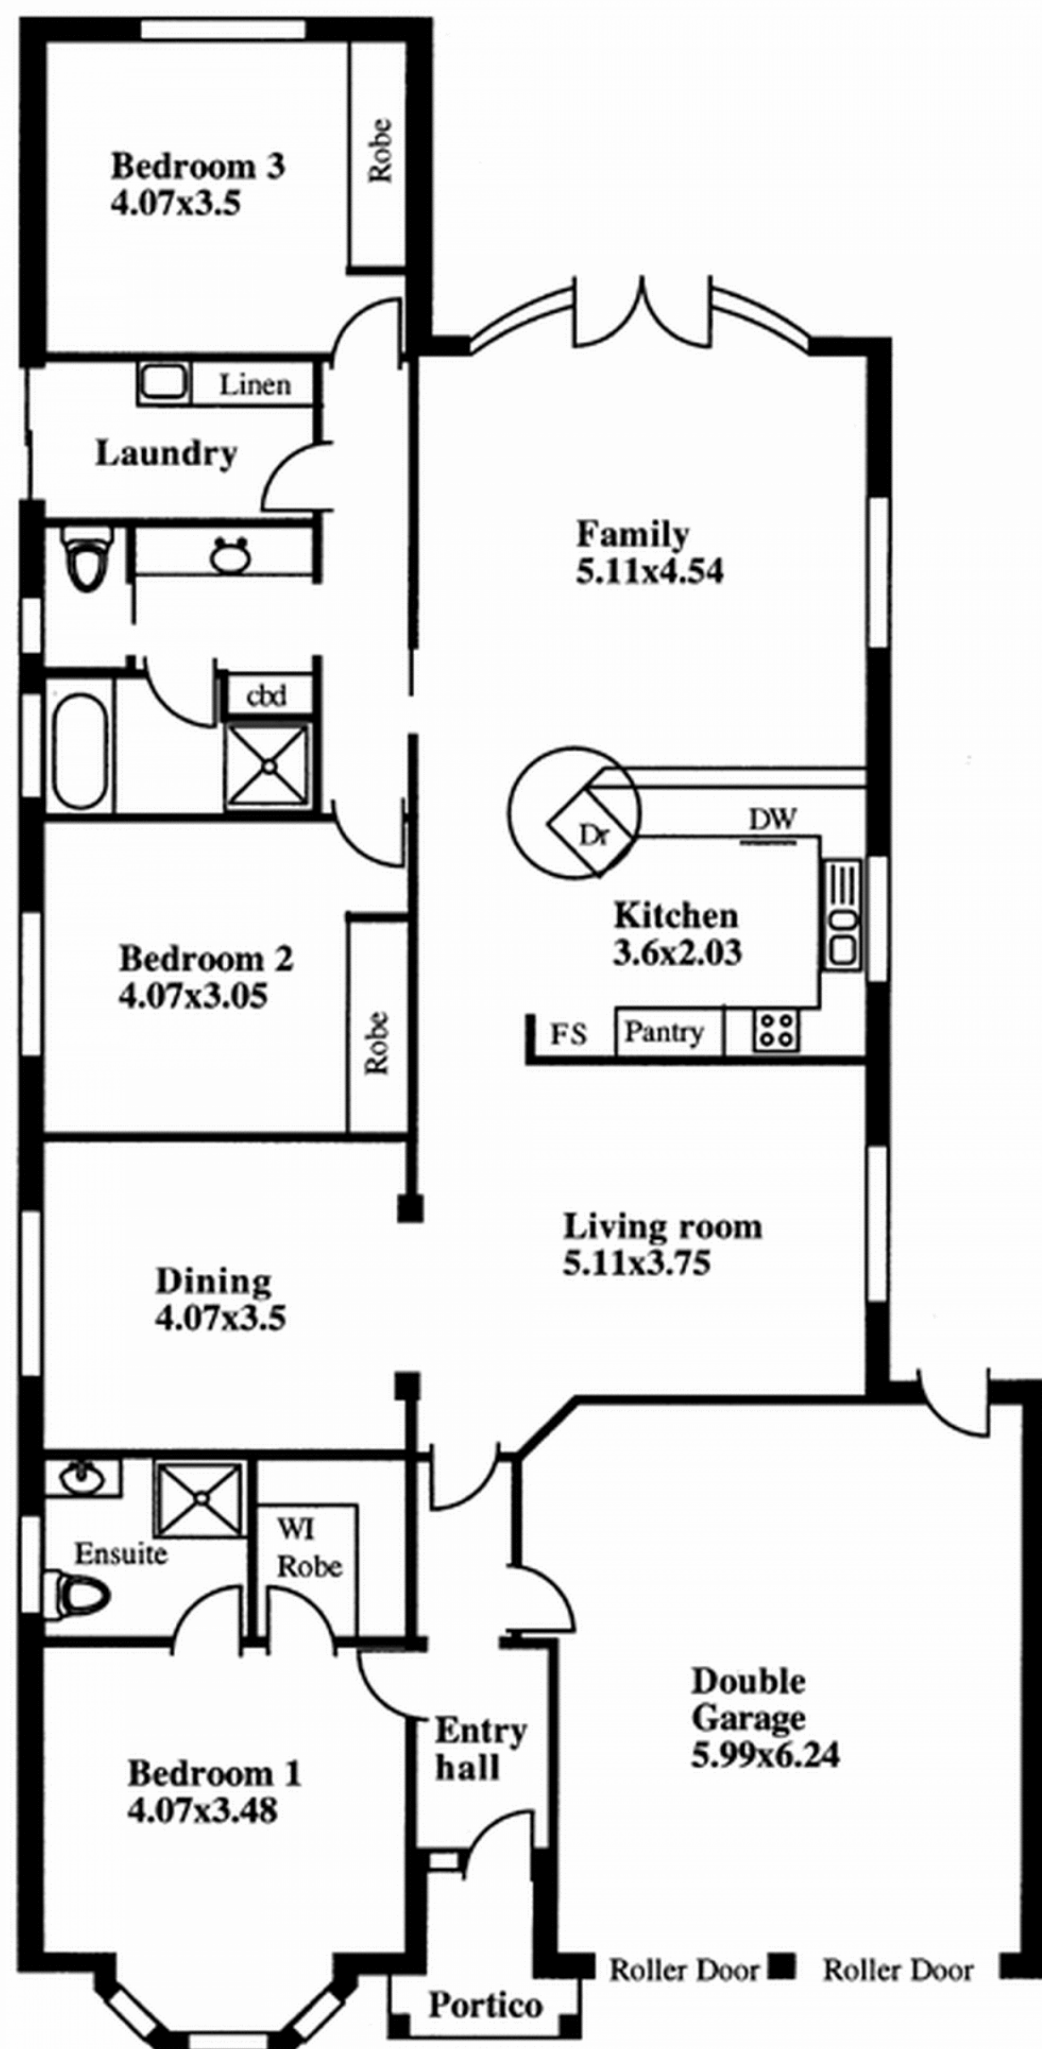 Bedroom 3
4.07x3.5
Robe
Linen
Laundry
Family
5.11x4.54
cbd
Dr
DW
Kitchen
3.6x2.03
Bedroom 2
4.07x3.05
Robe
FS
Pantry
Living room
5.11x3.75
Dining
4.07x3.5
WI
Robe
Ensuite
Double
Garage
5.99x6.24
Entry
hall
Bedroom 1
4.07x3.48
Roller Door
Roller Door
Portico